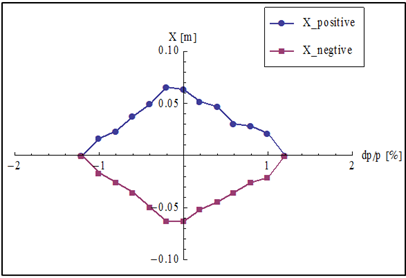 X [m]
X_positive
X_negtive
0.10
0.05
-2
-1
0
1
2
dp/p [%]
-0.05
-0.10